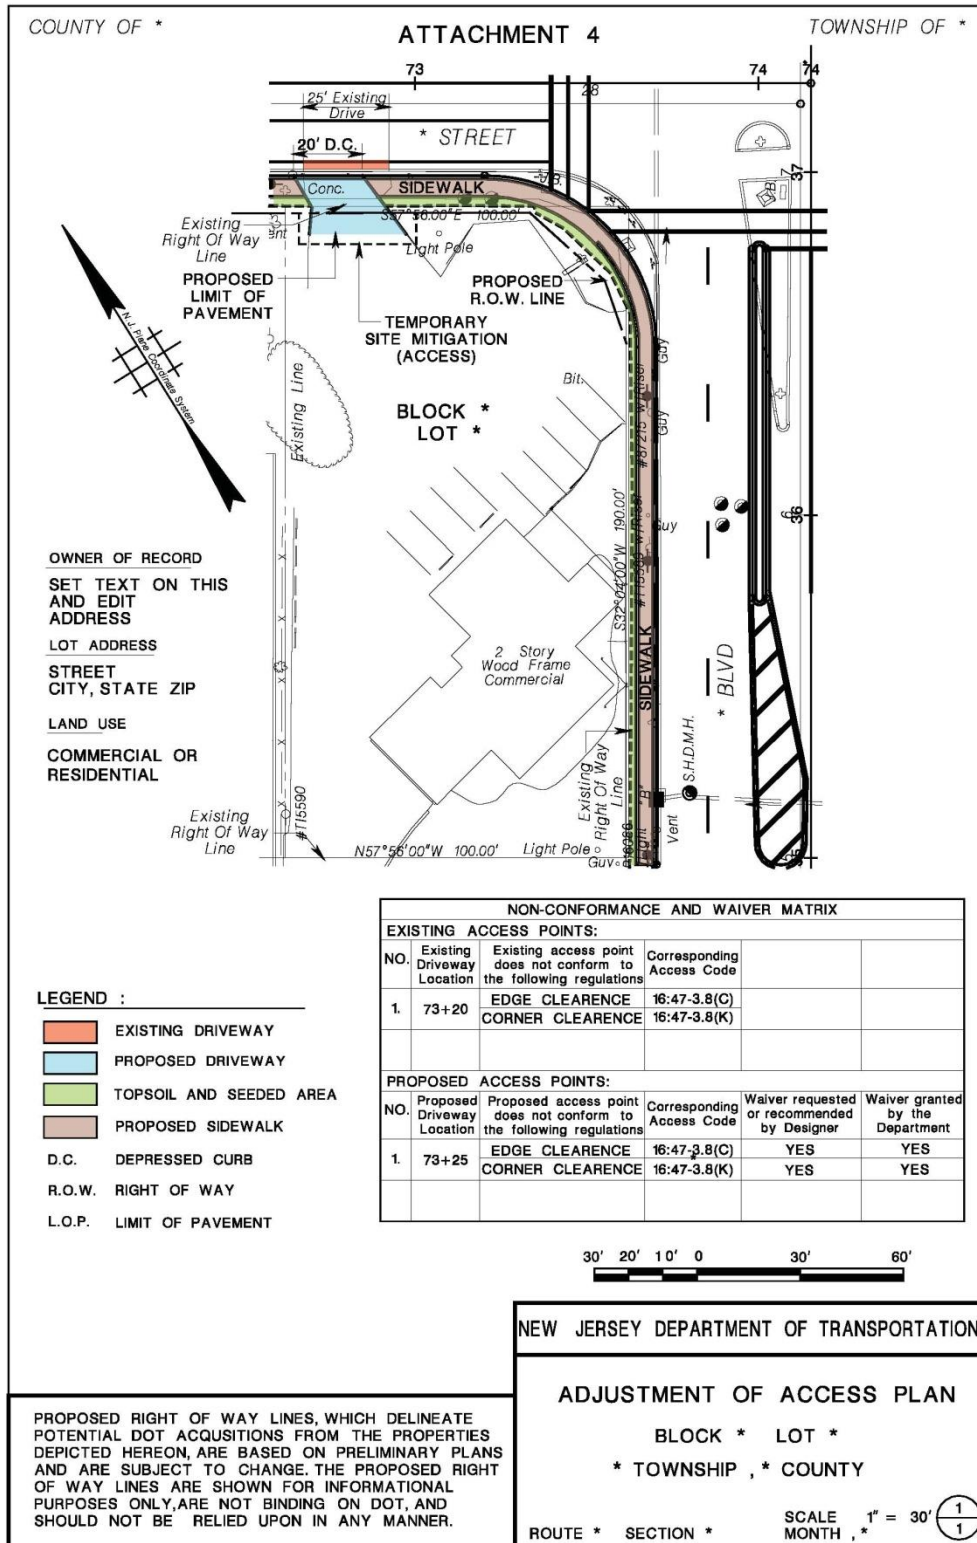 COUNTY OF *
ATTACHMENT 4
TOWNSHIP OF *
73
74
74
28
25' Existing
Drive
* STREET
20' D.C.
37
Conc.
SIDEWALK
S57°56.00"E 100.00'
Existing
Right Of Way
Line
Light Pole
PROPOSED
LIMIT OF
PAVEMENT
PROPOSED
R.O.W. LINE
TEMPORARY
SITE MITIGATION
(ACCESS)
N.J. Plane Coordinate System
Existing Line
Bit.
Guy
BLOCK *
LOT *
#87215 w/Riser
Guy
36
Guy
S32°04'00"W 190.00'
OWNER OF RECORD
SET TEXT ON THIS
AND EDIT
ADDRESS
LOT ADDRESS
STREET
CITY, STATE ZIP
LAND USE
COMMERCIAL OR
RESIDENTIAL
2 Story
Wood Frame
Commercial
SIDEWALK
* BLVD
S.H.D.M.H.
Existing
Right Of Way
Line
"B"
Vent
#T15590
Existing
Right Of Way
Line
N57°56'00"W 100.00'
Light Pole
Guy
NON-CONFORMANCE AND WAIVER MATRIX
EXISTING ACCESS POINTS:
NO. Existing Driveway Location Existing access point does not conform to the following regulations Corresponding Access Code
1. 73+20 EDGE CLEARENCE 16:47-3.8(C)
CORNER CLEARENCE 16:47-3.8(K)
PROPOSED ACCESS POINTS:
NO. Proposed Driveway Location Proposed access point does not conform to the following regulations Corresponding Access Code Waiver requested or recommended by Designer Waiver granted by the Department
1. 73+25 EDGE CLEARENCE 16:47-3.8(C) YES YES
CORNER CLEARENCE 16:47-3.8(K) YES YES
LEGEND :
EXISTING DRIVEWAY
PROPOSED DRIVEWAY
TOPSOIL AND SEEDED AREA
PROPOSED SIDEWALK
D.C. DEPRESSED CURB
R.O.W. RIGHT OF WAY
L.O.P. LIMIT OF PAVEMENT
30' 20' 10' 0 30' 60'
NEW JERSEY DEPARTMENT OF TRANSPORTATION
ADJUSTMENT OF ACCESS PLAN
BLOCK * LOT *
* TOWNSHIP , * COUNTY
ROUTE * SECTION *
SCALE 1" = 30'
MONTH , *
1
1
PROPOSED RIGHT OF WAY LINES, WHICH DELINEATE
POTENTIAL DOT ACQUSITIONS FROM THE PROPERTIES
DEPICTED HEREON, ARE BASED ON PRELIMINARY PLANS
AND ARE SUBJECT TO CHANGE. THE PROPOSED RIGHT
OF WAY LINES ARE SHOWN FOR INFORMATIONAL
PURPOSES ONLY, ARE NOT BINDING ON DOT, AND
SHOULD NOT BE RELIED UPON IN ANY MANNER.